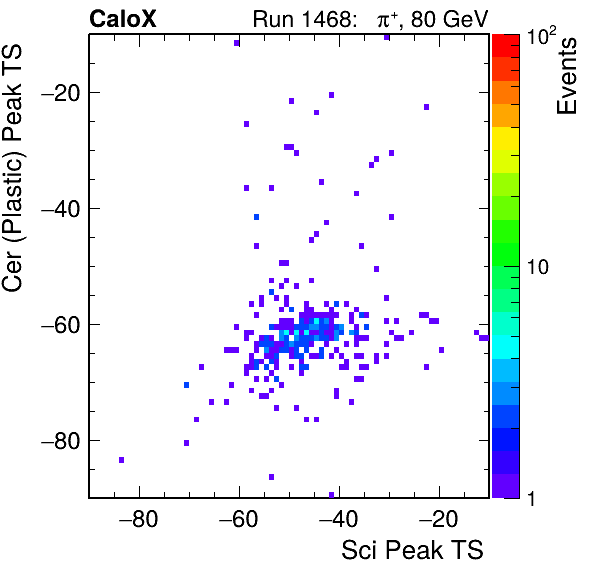 CaloX Run 1468: π⁺, 80 GeV
Cer (Plastic) Peak TS
−20
−40
−60
−80
−80 −60 −40 −20
Sci Peak TS
10²
10
1
Events